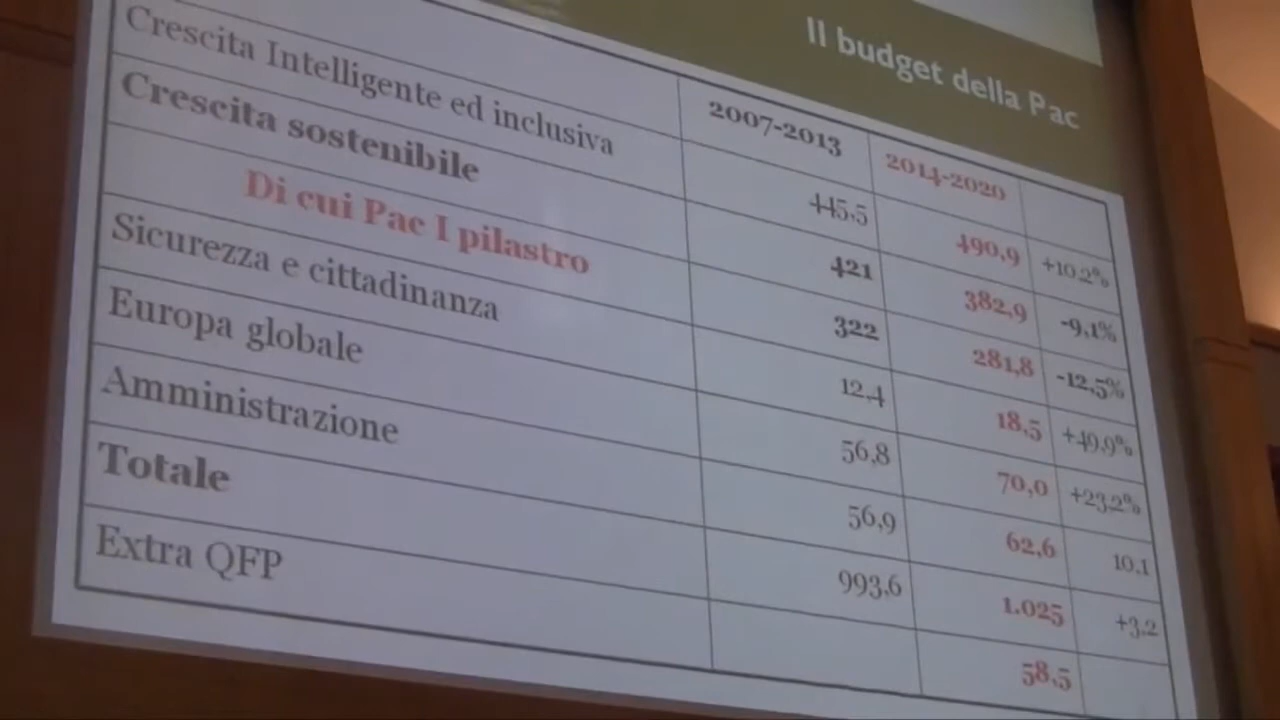 Il budget della Pac
2007-2013 2014-2020
Crescita Intelligente ed inclusiva 445,5 490,9 +10,2%
Crescita sostenibile 421 382,9 -9,1%
Di cui Pac I pilastro 322 281,8 -12,5%
Sicurezza e cittadinanza 12,4 18,5 +49,9%
Europa globale 56,8 70,0 +23,2%
Amministrazione 56,9 62,6 10,1
Totale 993,6 1.025 +3,2
Extra QFP 58,5